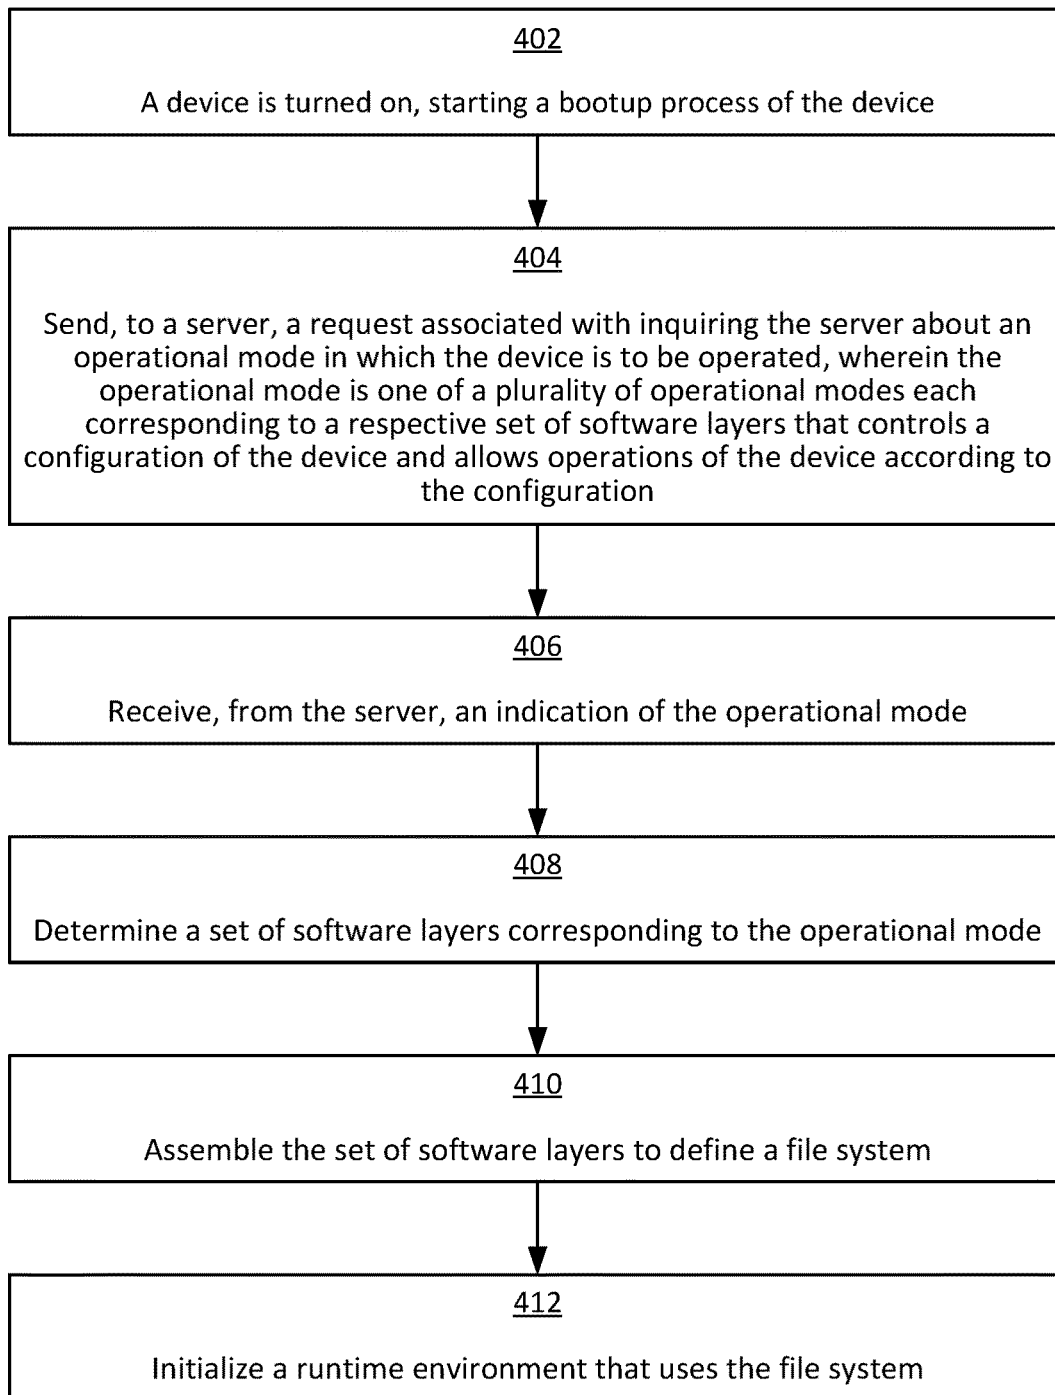 402
A device is turned on, starting a bootup process of the device
404
Send, to a server, a request associated with inquiring the server about an
operational mode in which the device is to be operated, wherein the
operational mode is one of a plurality of operational modes each
corresponding to a respective set of software layers that controls a
configuration of the device and allows operations of the device according to
the configuration
406
Receive, from the server, an indication of the operational mode
408
Determine a set of software layers corresponding to the operational mode
410
Assemble the set of software layers to define a file system
412
Initialize a runtime environment that uses the file system